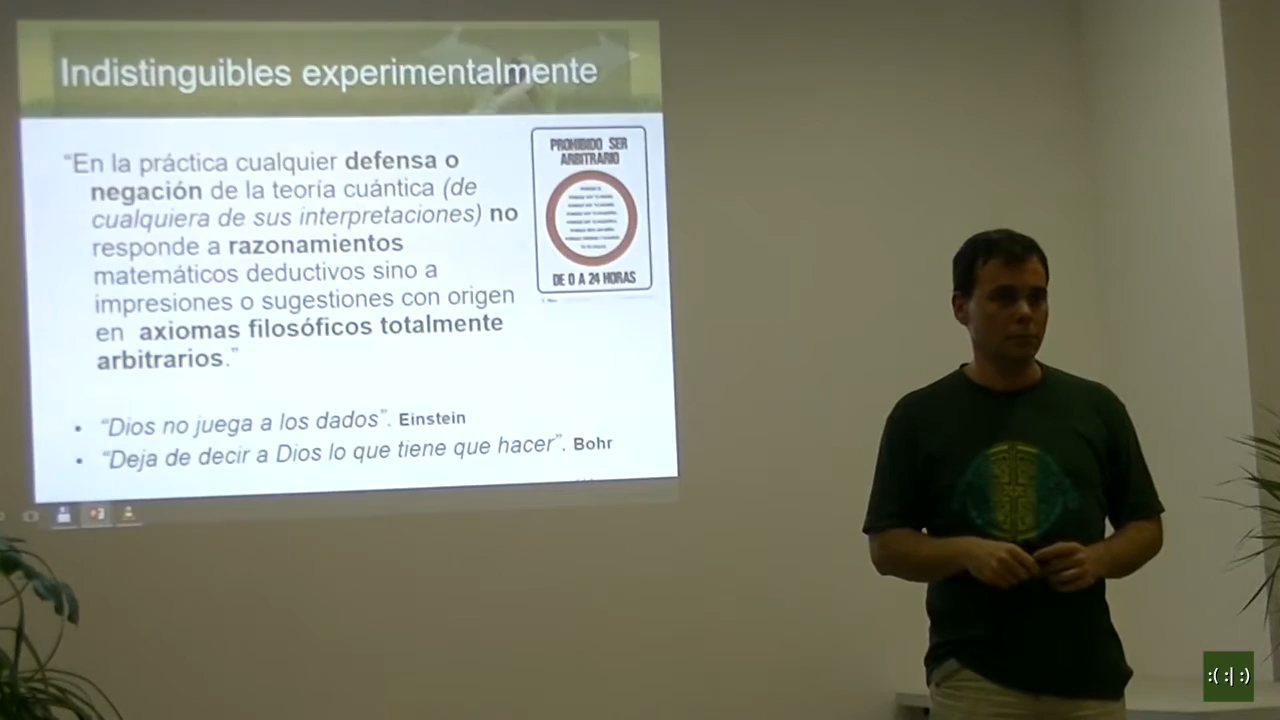 Indistinguibles experimentalmente
“En la práctica cualquier defensa o
negación de la teoría cuántica (de
cualquiera de sus interpretaciones) no
responde a razonamientos
matemáticos deductivos sino a
impresiones o sugestiones con origen
en axiomas filosóficos totalmente
arbitrarios.”
PROHIBIDO SER
ARBITRARIO
DE 0 A 24 HORAS
• “Dios no juega a los dados”. Einstein
• “Deja de decir a Dios lo que tiene que hacer”. Bohr
:( :| :)